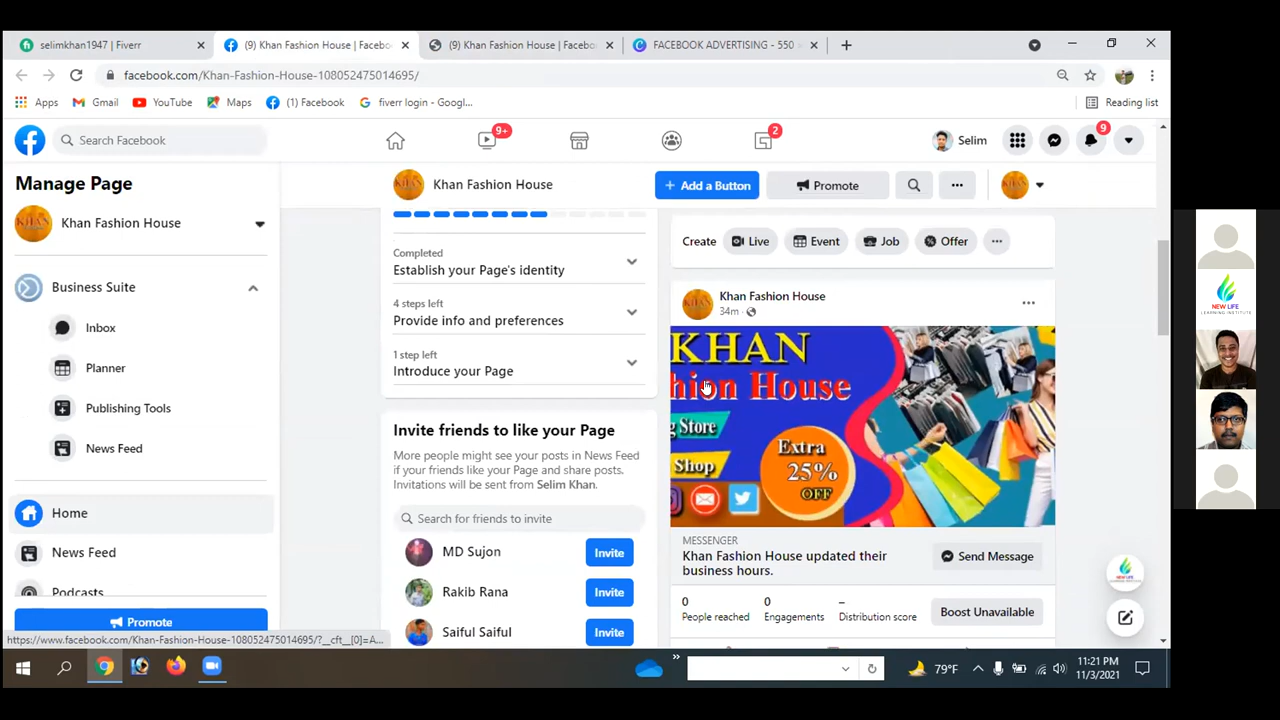 selimkhan1947 | Fiverr
(9) Khan Fashion House | Facebo
(9) Khan Fashion House | Facebo
FACEBOOK ADVERTISING - 550
facebook.com/Khan-Fashion-House-108052475014695/
Apps
Gmail
YouTube
Maps
(1) Facebook
fiverr login - Googl...
Reading list
Search Facebook
9+
2
Selim
9
Manage Page
Khan Fashion House
Business Suite
Inbox
Planner
Publishing Tools
News Feed
Home
News Feed
Podcasts
Promote
Khan Fashion House
+ Add a Button
Promote
Completed
Establish your Page's identity
4 steps left
Provide info and preferences
1 step left
Introduce your Page
Invite friends to like your Page
More people might see your posts in News Feed
if your friends like your Page and share posts.
Invitations will be sent from Selim Khan.
Search for friends to invite
MD Sujon
Invite
Rakib Rana
Invite
Saiful Saiful
Invite
Create
Live
Event
Job
Offer
Khan Fashion House
34m
KHAN
hion House
g Store
Shop
Extra
25%
OFF
MESSENGER
Khan Fashion House updated their
business hours.
Send Message
0
People reached
0
Engagements
–
Distribution score
Boost Unavailable
https://www.facebook.com/Khan-Fashion-House-108052475014695/?__cft__[0]=A...
79°F
11:21 PM
11/3/2021
NEW LIFE
LEARNING INSTITUTE